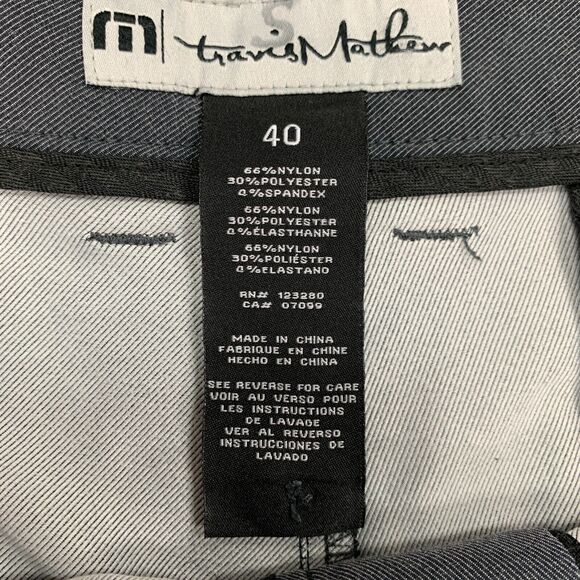 S
travisMathew
40
66%NYLON
30%POLYESTER
4%SPANDEX
66%NYLON
30%POLYESTER
4%ÉLASTHANNE
66%NYLON
30%POLIÉSTER
4%ELASTANO
RN# 123280
CA# 07099
MADE IN CHINA
FABRIQUE EN CHINE
HECHO EN CHINA
SEE REVERSE FOR CARE
VOIR AU VERSO POUR
LES INSTRUCTIONS
DE LAVAGE
VER AL REVERSO
INSTRUCCIONES DE
LAVADO